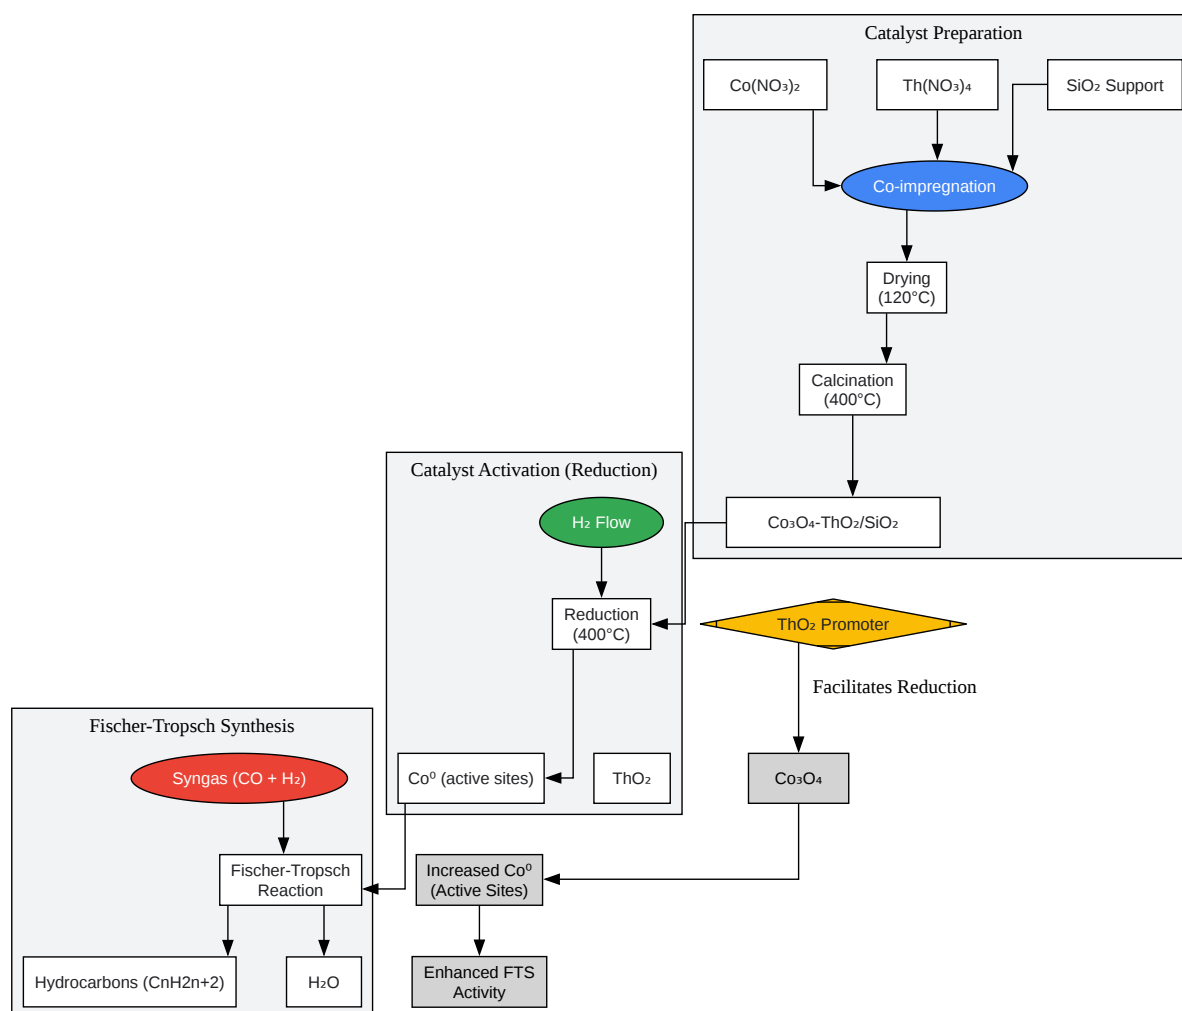 Catalyst Preparation
Co(NO₃)₂
Th(NO₃)₄
SiO₂ Support
Co-impregnation
Drying
(120°C)
Calcination
(400°C)
Co₃O₄-ThO₂/SiO₂
Catalyst Activation (Reduction)
H₂ Flow
Reduction
(400°C)
Co⁰ (active sites)
ThO₂
ThO₂ Promoter
Facilitates Reduction
Co₃O₄
Increased Co⁰
(Active Sites)
Enhanced FTS
Activity
Fischer-Tropsch Synthesis
Syngas (CO + H₂)
Fischer-Tropsch
Reaction
Hydrocarbons (CnH2n+2)
H₂O